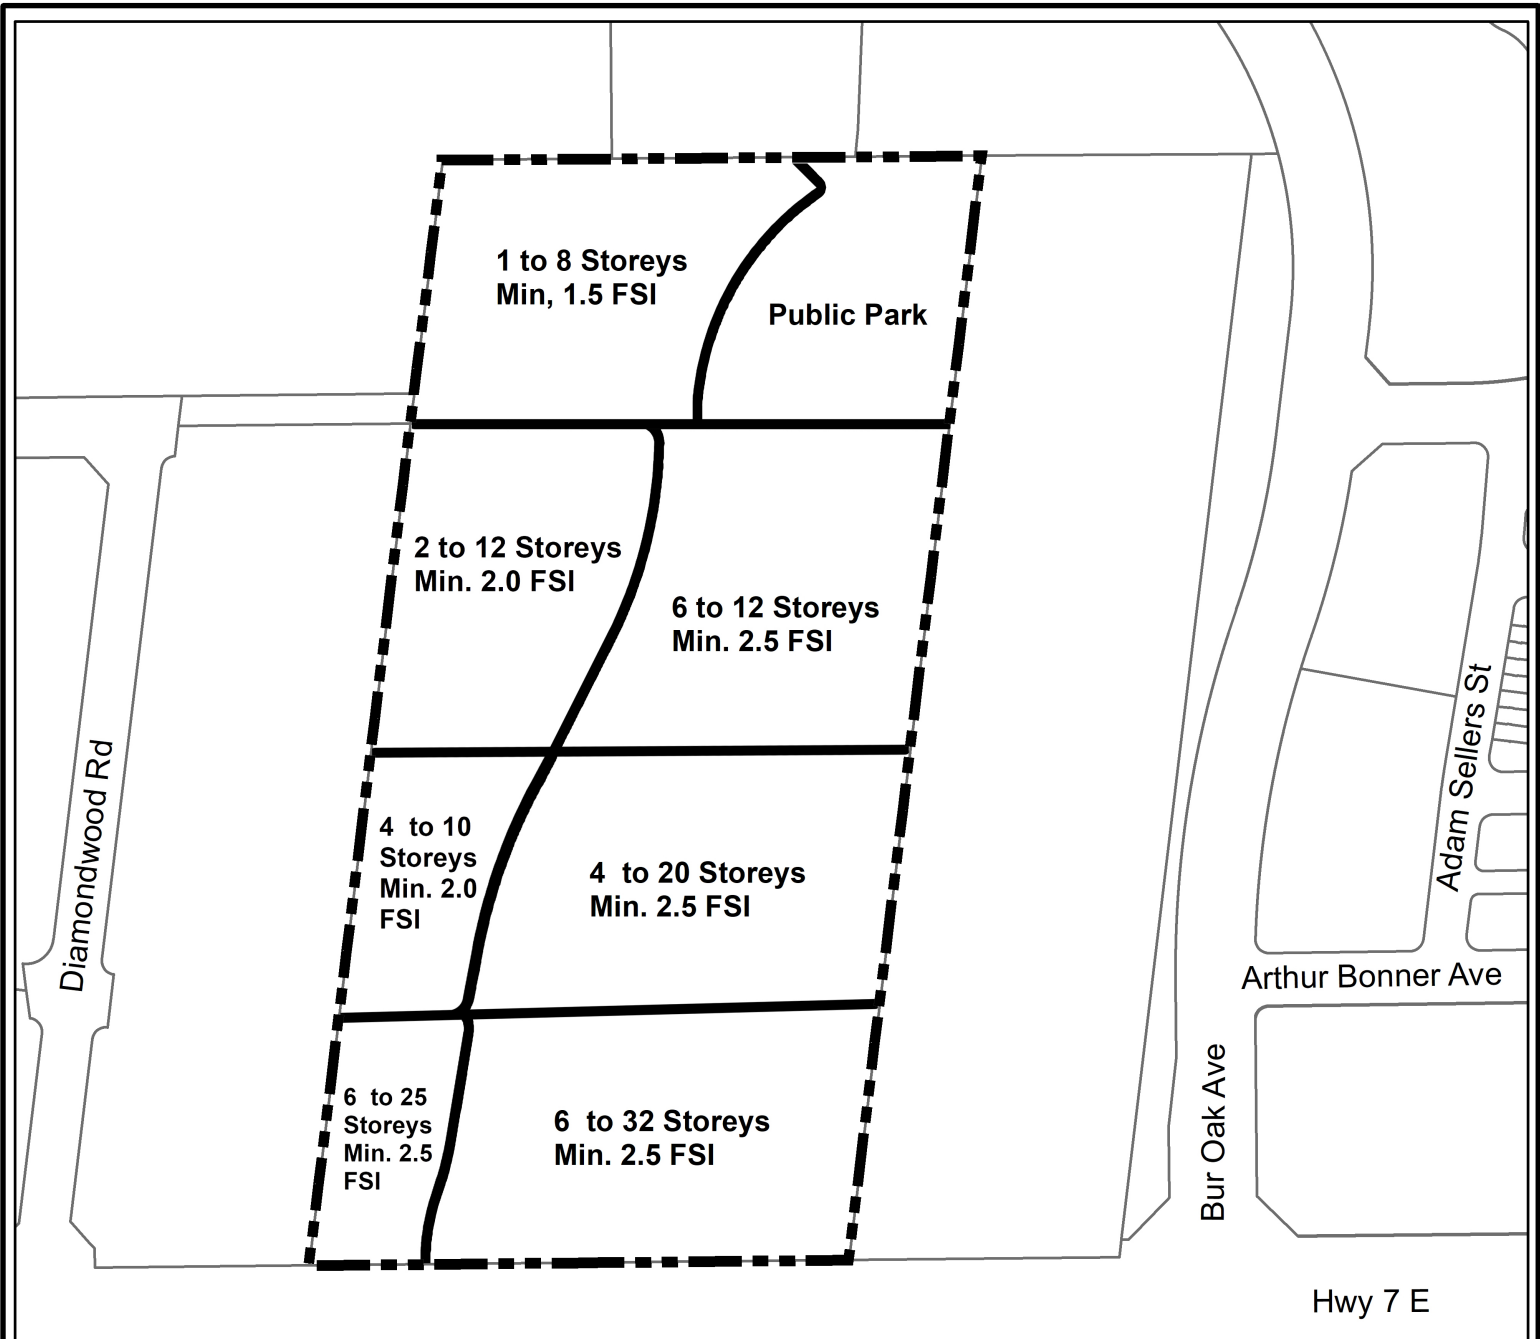 1 to 8 Storeys
Min, 1.5 FSI
Public Park
2 to 12 Storeys
Min. 2.0 FSI
6 to 12 Storeys
Min. 2.5 FSI
4  to 10
Storeys
Min. 2.0
FSI
4  to 20 Storeys
Min. 2.5 FSI
6  to 25
Storeys
Min. 2.5
FSI
6  to 32 Storeys
Min. 2.5 FSI
Diamondwood Rd
Adam Sellers St
Arthur Bonner Ave
Bur Oak Ave
Hwy 7 E